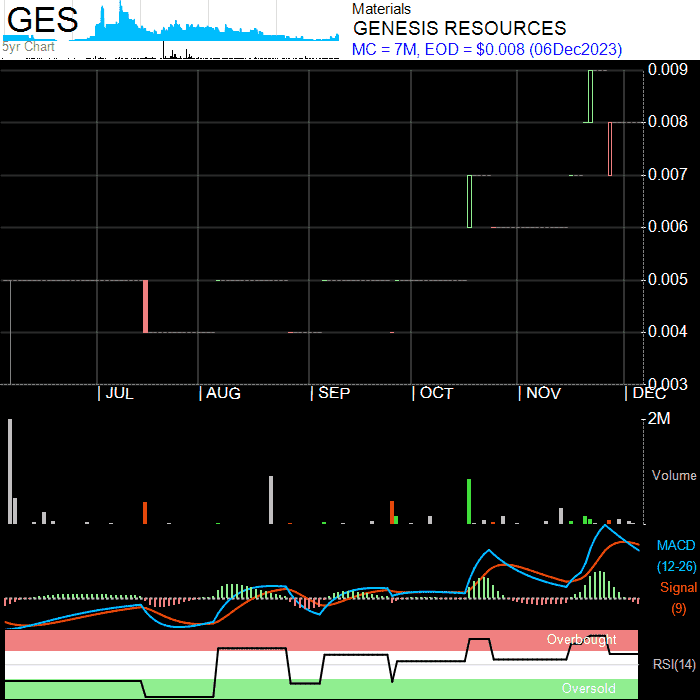 GES
5yr Chart
Materials
GENESIS RESOURCES
MC = 7M, EOD = $0.008 (06Dec2023)
0.009
0.008
0.007
0.006
0.005
0.004
0.003
| JUL | AUG | SEP | OCT | NOV | DEC
2M
Volume
MACD
(12-26)
Signal
(9)
Overbought
RSI(14)
Oversold